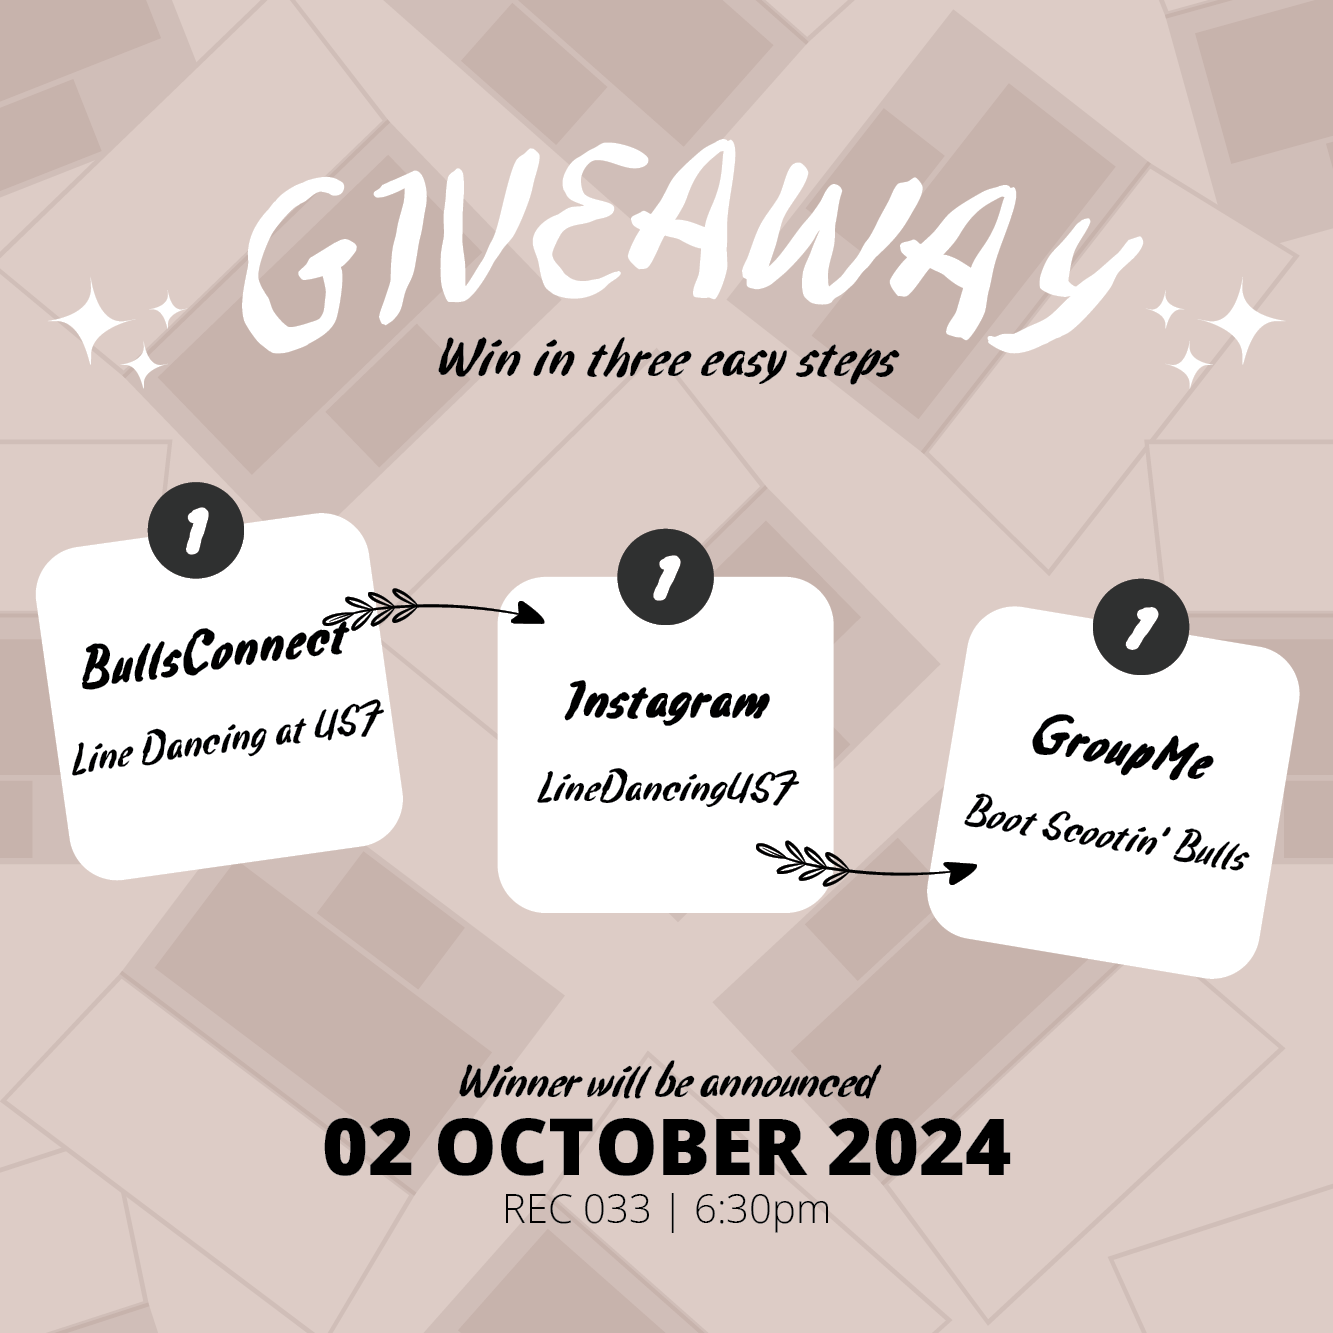 GIVEAWAY
Win in three easy steps
1
BullsConnect
Line Dancing at USF
1
Instagram
LineDancingUSF
1
GroupMe
Boot Scootin' Bulls
Winner will be announced
02 OCTOBER 2024
REC 033 | 6:30pm